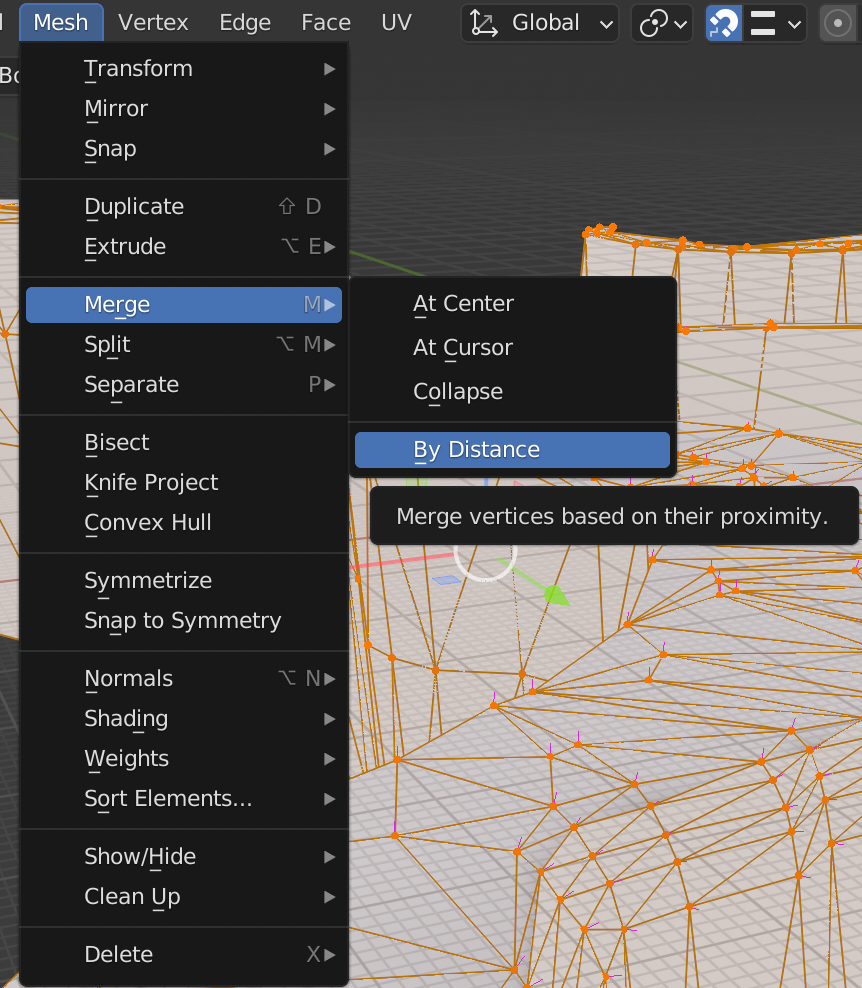 Mesh Vertex Edge Face UV Global
Transform
Mirror
Snap
Duplicate ⇧ D
Extrude ⌥ E
Merge M
Split ⌥ M
Separate P
Bisect
Knife Project
Convex Hull
Symmetrize
Snap to Symmetry
Normals ⌥ N
Shading
Weights
Sort Elements...
Show/Hide
Clean Up
Delete X
At Center
At Cursor
Collapse
By Distance
Merge vertices based on their proximity.